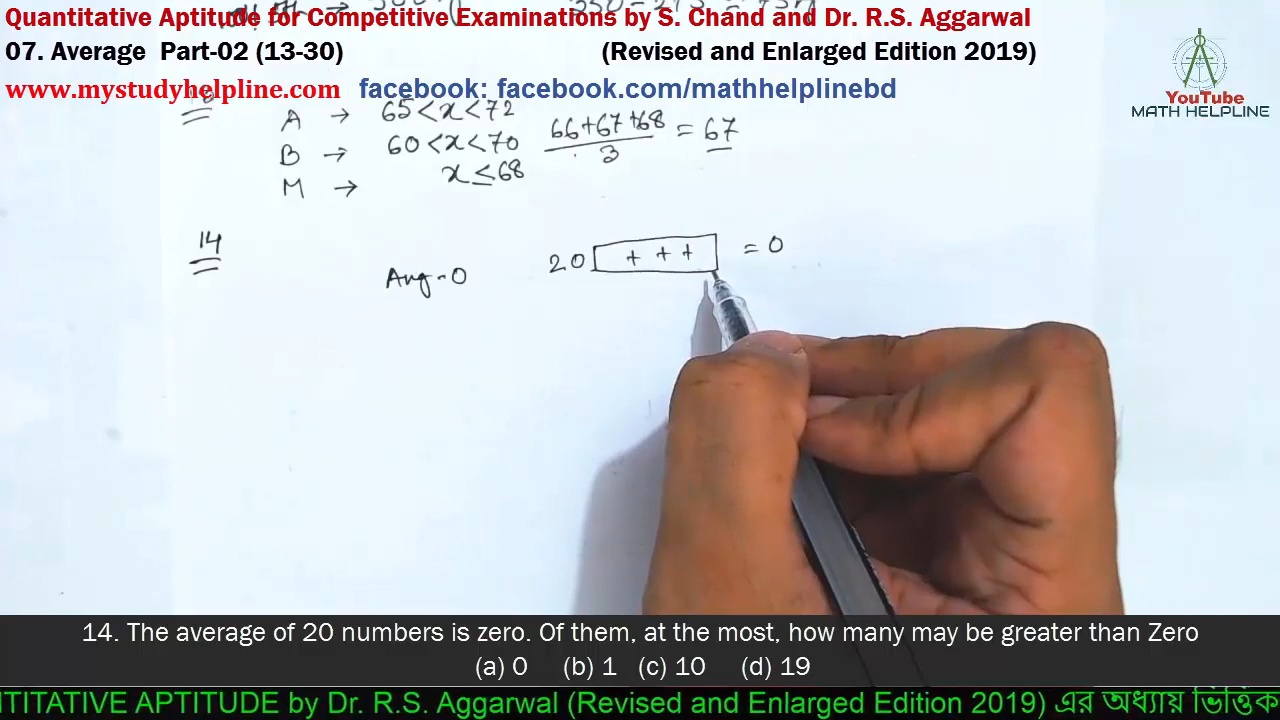 Quantitative Aptitude for Competitive Examinations by S. Chand and Dr. R.S. Aggarwal
07. Average Part-02 (13-30) (Revised and Enlarged Edition 2019)
www.mystudyhelpline.com facebook: facebook.com/mathhelplinebd
YouTube
MATH HELPLINE
A → 65<x<72
B → 60<x<70 66+67+68/3 = 67
M → x≤68
14
Avg-0 20 + + + = 0
14. The average of 20 numbers is zero. Of them, at the most, how many may be greater than Zero
(a) 0 (b) 1 (c) 10 (d) 19
TITATIVE APTITUDE by Dr. R.S. Aggarwal (Revised and Enlarged Edition 2019) এর অধ্যায় ভিত্তিক